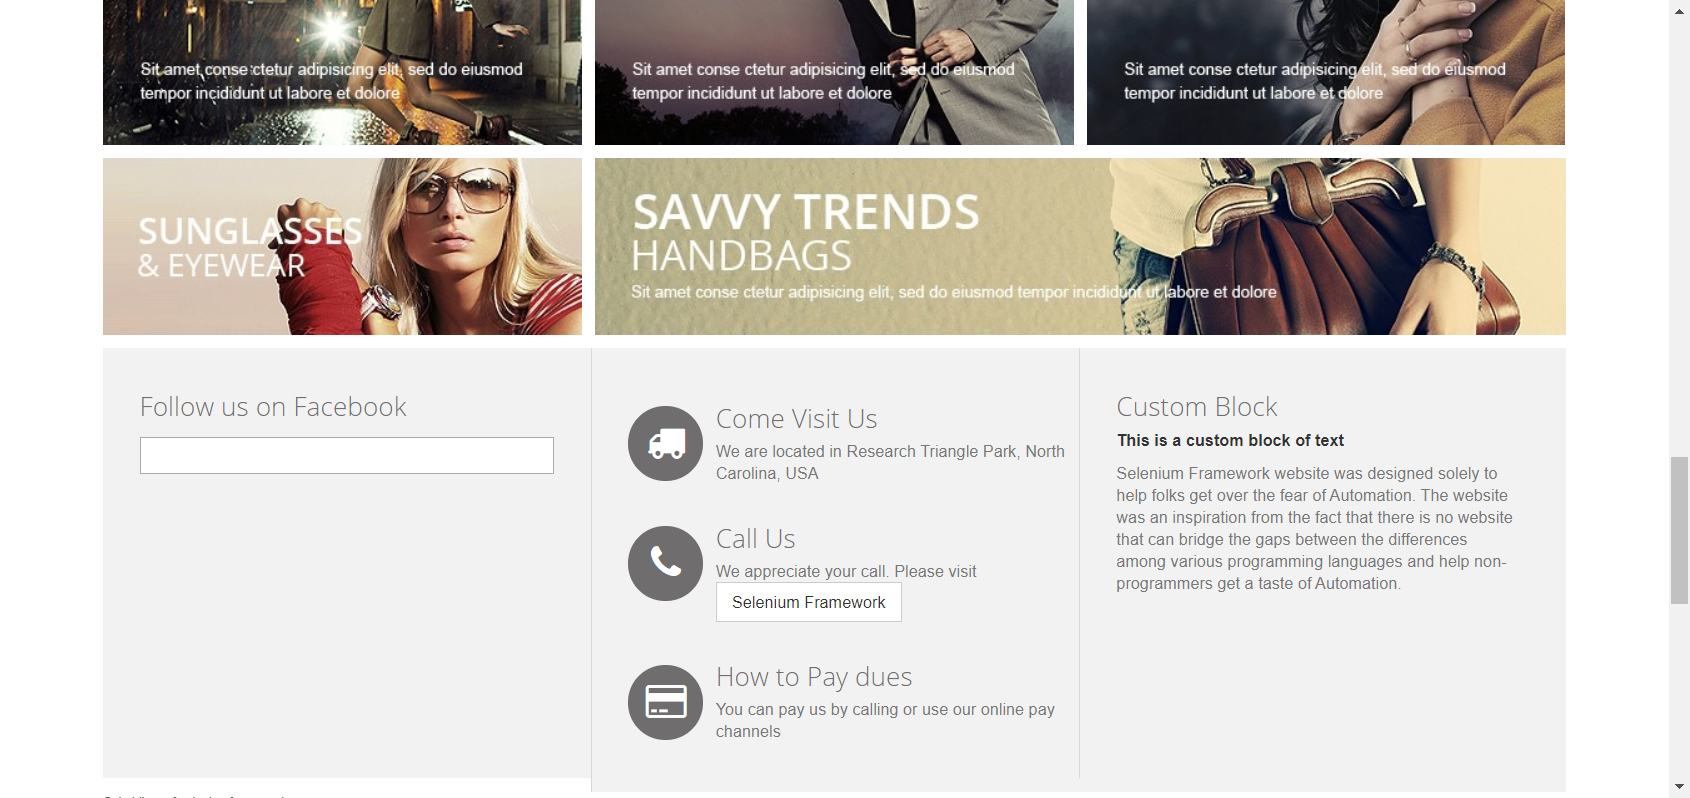 Sit amet conse ctetur adipisicing elit, sed do eiusmod
tempor incididunt ut labore et dolore
Sit amet conse ctetur adipisicing elit, sed do eiusmod
tempor incididunt ut labore et dolore
Sit amet conse ctetur adipisicing elit, sed do eiusmod
tempor incididunt ut labore et dolore
SUNGLASSES
& EYEWEAR
SAVVY TRENDS
HANDBAGS
Sit amet conse ctetur adipisicing elit, sed do eiusmod tempor incididunt ut labore et dolore
Follow us on Facebook
Come Visit Us
We are located in Research Triangle Park, North
Carolina, USA
Call Us
We appreciate your call. Please visit
Selenium Framework
How to Pay dues
You can pay us by calling or use our online pay
channels
Custom Block
This is a custom block of text
Selenium Framework website was designed solely to
help folks get over the fear of Automation. The website
was an inspiration from the fact that there is no website
that can bridge the gaps between the differences
among various programming languages and help non-
programmers get a taste of Automation.